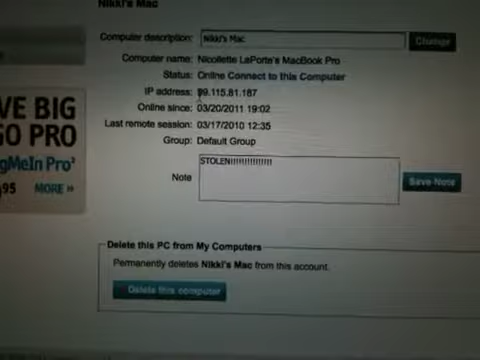 Nikki's Mac
Computer description: Nikki's Mac Change
Computer name: Nicollette LaPorte's MacBook Pro
Status: Online Connect to this Computer
IP address: 99.115.81.187
Online since: 03/20/2011 19:02
Last remote session: 03/17/2010 12:35
Group: Default Group
VE BIG
GO PRO
gMeIn Pro²
95 MORE »
Note STOLEN!!!!!!!!!!!!!!!! Save Note
Delete this PC from My Computers
Permanently deletes Nikki's Mac from this account.
Delete this computer